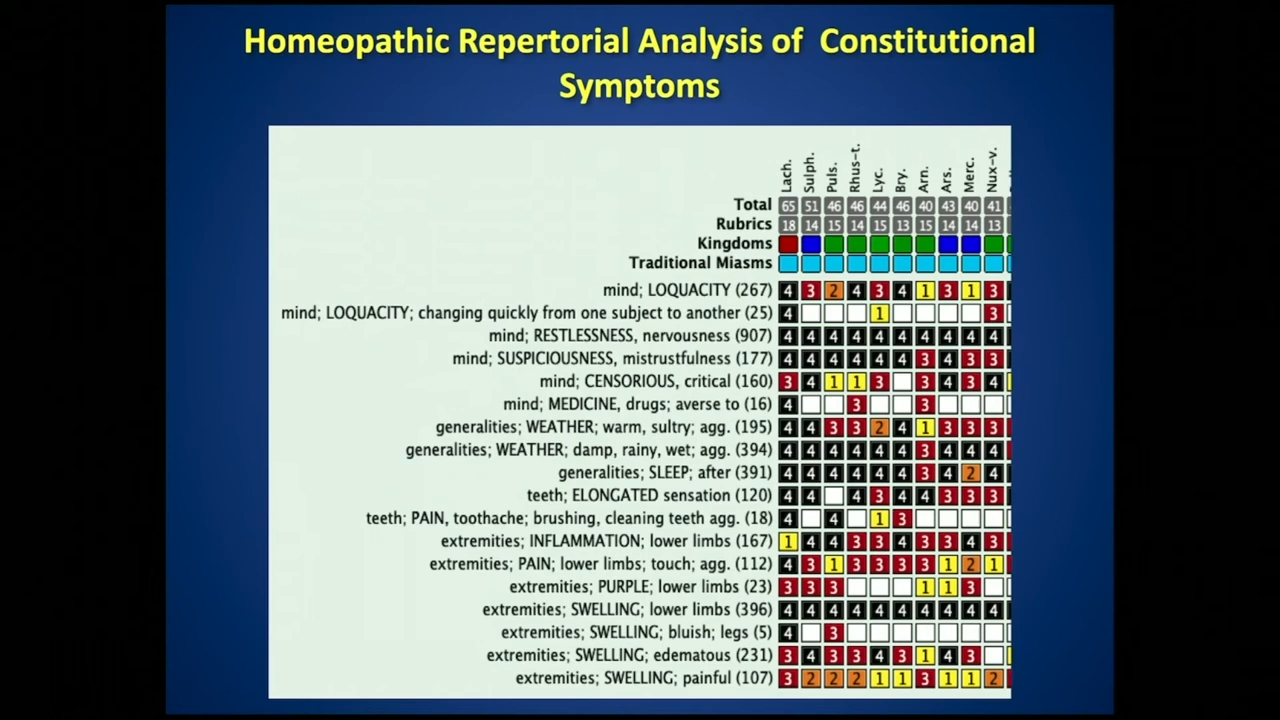 Homeopathic Repertorial Analysis of Constitutional
Symptoms
Lach. Sulph. Puls. Rhus-t. Lyc. Bry. Arn. Ars. Merc. Nux-v.
Total 65 51 46 46 44 46 40 43 40 41
Rubrics 18 14 15 14 15 13 15 14 14 13
Kingdoms
Traditional Miasms
mind; LOQUACITY (267) 4 3 2 4 3 4 1 3 1 3
mind; LOQUACITY; changing quickly from one subject to another (25) 4 1 3
mind; RESTLESSNESS, nervousness (907) 4 4 4 4 4 4 4 4 4 4
mind; SUSPICIOUSNESS, mistrustfulness (177) 4 4 4 4 4 4 3 4 3 3
mind; CENSORIOUS, critical (160) 3 4 1 1 3 3 4 3 4
mind; MEDICINE, drugs; averse to (16) 4 3 3
generalities; WEATHER; warm, sultry; agg. (195) 4 4 3 3 2 4 1 3 3 3
generalities; WEATHER; damp, rainy, wet; agg. (394) 4 4 4 4 4 4 3 4 4 4
generalities; SLEEP; after (391) 4 4 4 4 4 4 3 4 2 4
teeth; ELONGATED sensation (120) 4 4 4 3 4 4 3 3 3
teeth; PAIN, toothache; brushing, cleaning teeth agg. (18) 4 4 1 3
extremities; INFLAMMATION; lower limbs (167) 1 4 4 3 3 4 3 3 4 3
extremities; PAIN; lower limbs; touch; agg. (112) 4 3 1 3 3 3 3 1 2 1
extremities; PURPLE; lower limbs (23) 3 3 3 1 1 3
extremities; SWELLING; lower limbs (396) 4 4 4 4 4 4 4 4 4 4
extremities; SWELLING; bluish; legs (5) 4 3
extremities; SWELLING; edematous (231) 3 4 3 3 4 3 1 4 3
extremities; SWELLING; painful (107) 3 2 2 2 1 1 3 1 1 2